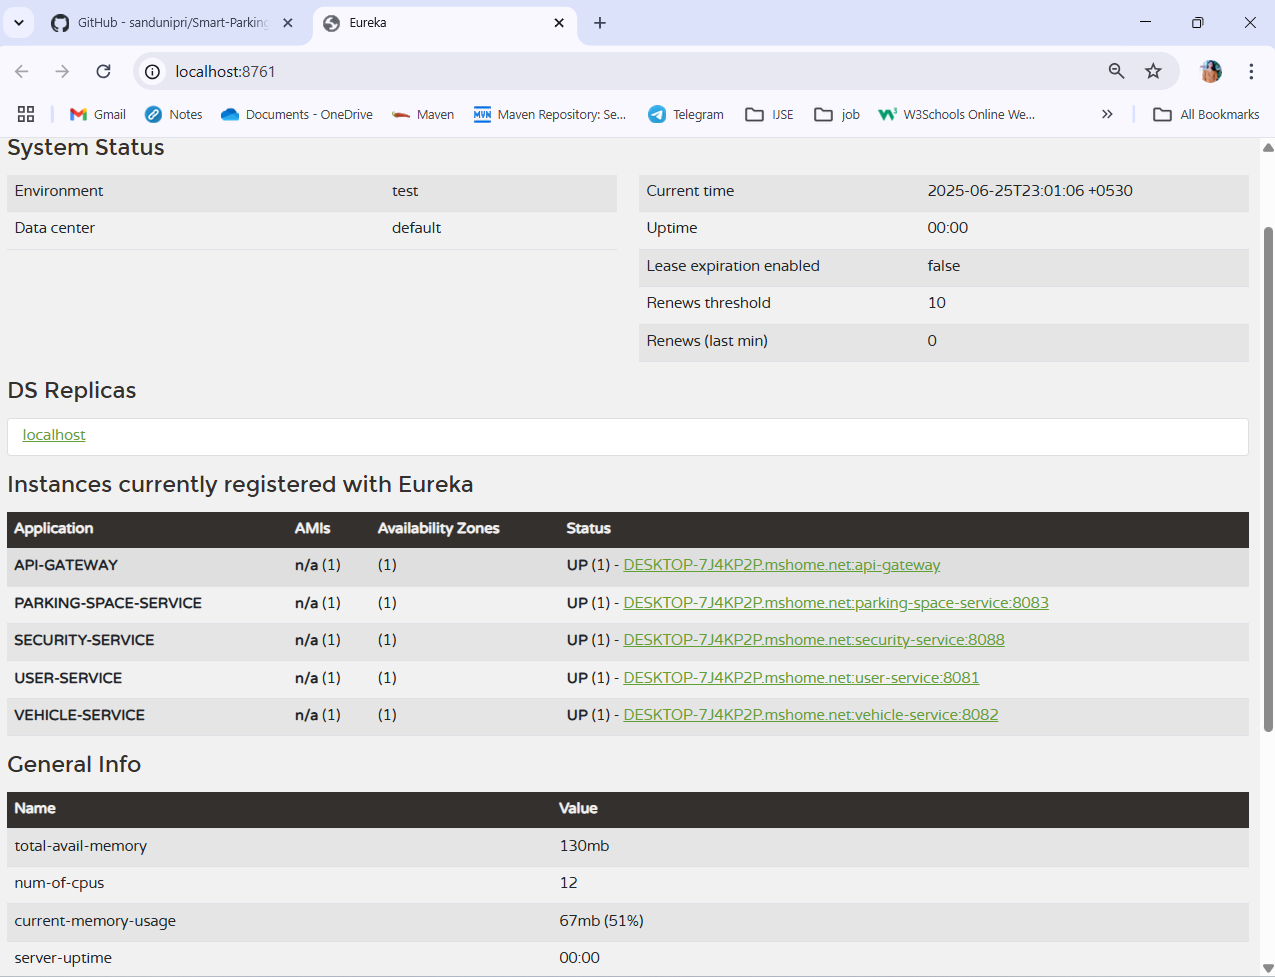 GitHub - sandunipri/Smart-Parking
Eureka
localhost:8761
Gmail
Notes
Documents - OneDrive
Maven
MVN
Maven Repository: Se...
Telegram
IJSE
job
W3Schools Online We...
All Bookmarks
System Status
Environment test
Data center default
Current time 2025-06-25T23:01:06 +0530
Uptime 00:00
Lease expiration enabled false
Renews threshold 10
Renews (last min) 0
DS Replicas
localhost
Instances currently registered with Eureka
Application AMIs Availability Zones Status
API-GATEWAY n/a (1) (1) UP (1) - DESKTOP-7J4KP2P.mshome.net:api-gateway
PARKING-SPACE-SERVICE n/a (1) (1) UP (1) - DESKTOP-7J4KP2P.mshome.net:parking-space-service:8083
SECURITY-SERVICE n/a (1) (1) UP (1) - DESKTOP-7J4KP2P.mshome.net:security-service:8088
USER-SERVICE n/a (1) (1) UP (1) - DESKTOP-7J4KP2P.mshome.net:user-service:8081
VEHICLE-SERVICE n/a (1) (1) UP (1) - DESKTOP-7J4KP2P.mshome.net:vehicle-service:8082
General Info
Name Value
total-avail-memory 130mb
num-of-cpus 12
current-memory-usage 67mb (51%)
server-uptime 00:00